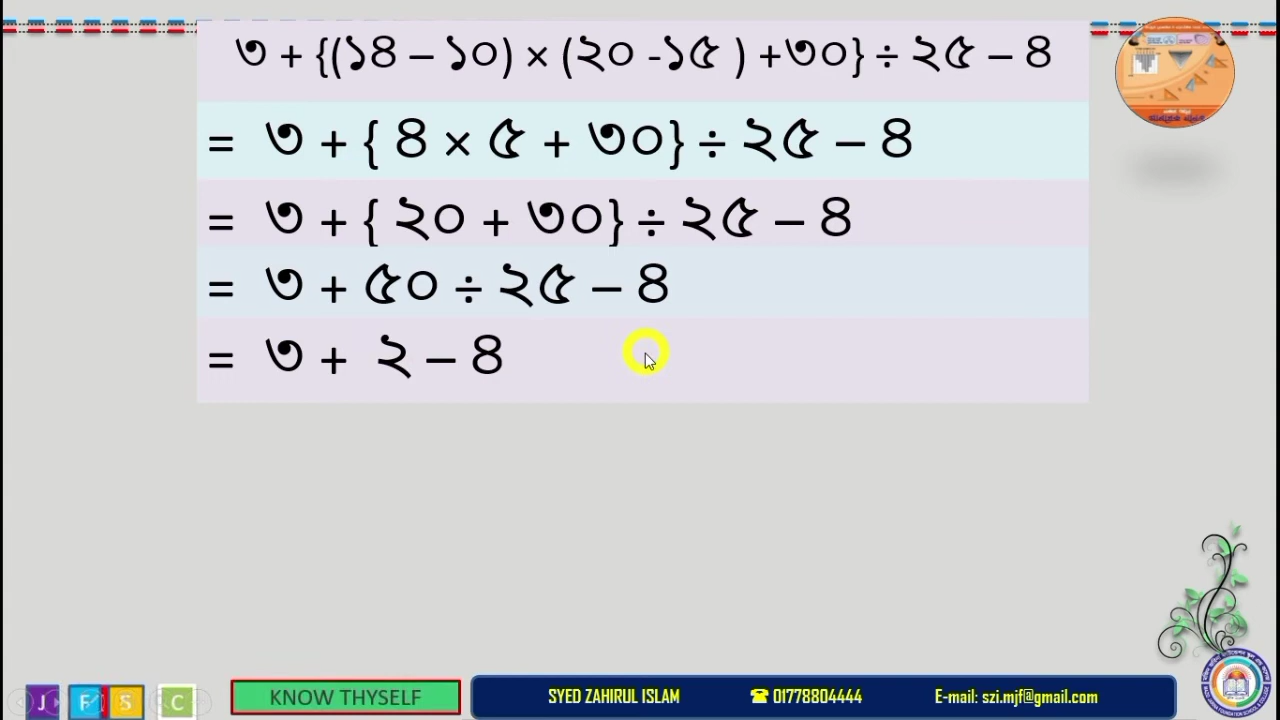 ৩ + {(১৪ – ১০) × (২০ -১৫ ) +৩০} ÷ ২৫ – ৪
= ৩ + { ৪ × ৫ + ৩০} ÷ ২৫ – ৪
= ৩ + { ২০ + ৩০} ÷ ২৫ – ৪
= ৩ + ৫০ ÷ ২৫ – ৪
= ৩ + ২ – ৪
J F S C
KNOW THYSELF
SYED ZAHIRUL ISLAM ☎ 01778804444 E-mail: szi.mjf@gmail.com